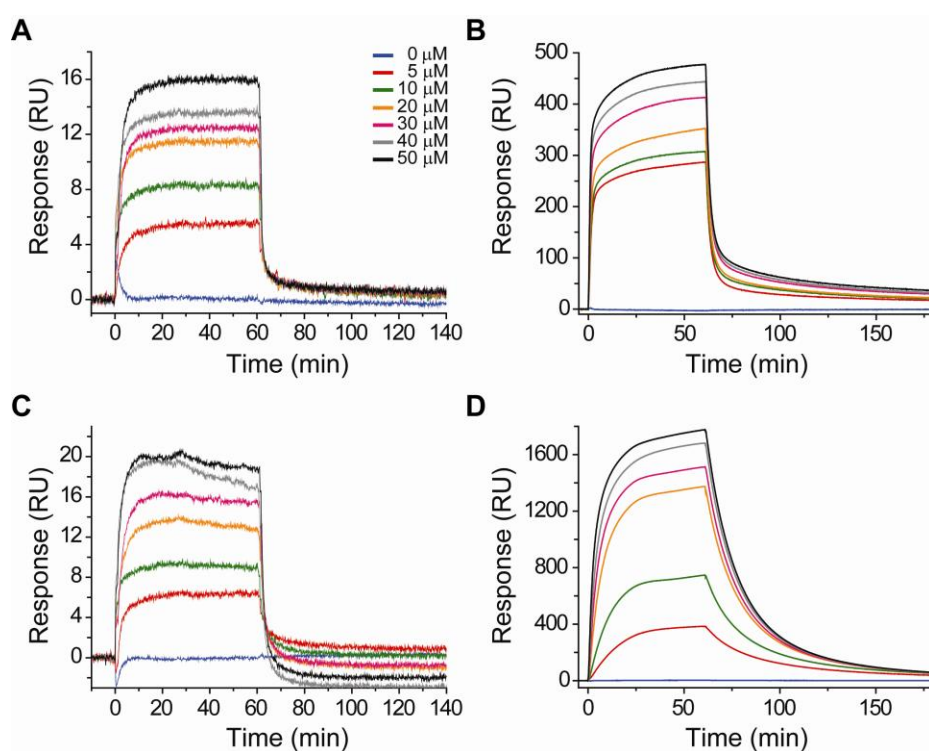 A
Response (RU)
16
12
8
4
0
0 20 40 60 80 100 120 140
Time (min)
0 µM
5 µM
10 µM
20 µM
30 µM
40 µM
50 µM
B
Response (RU)
500
400
300
200
100
0
0 50 100 150
Time (min)
C
Response (RU)
20
16
12
8
4
0
0 20 40 60 80 100 120 140
Time (min)
D
Response (RU)
1600
1200
800
400
0
0 50 100 150
Time (min)